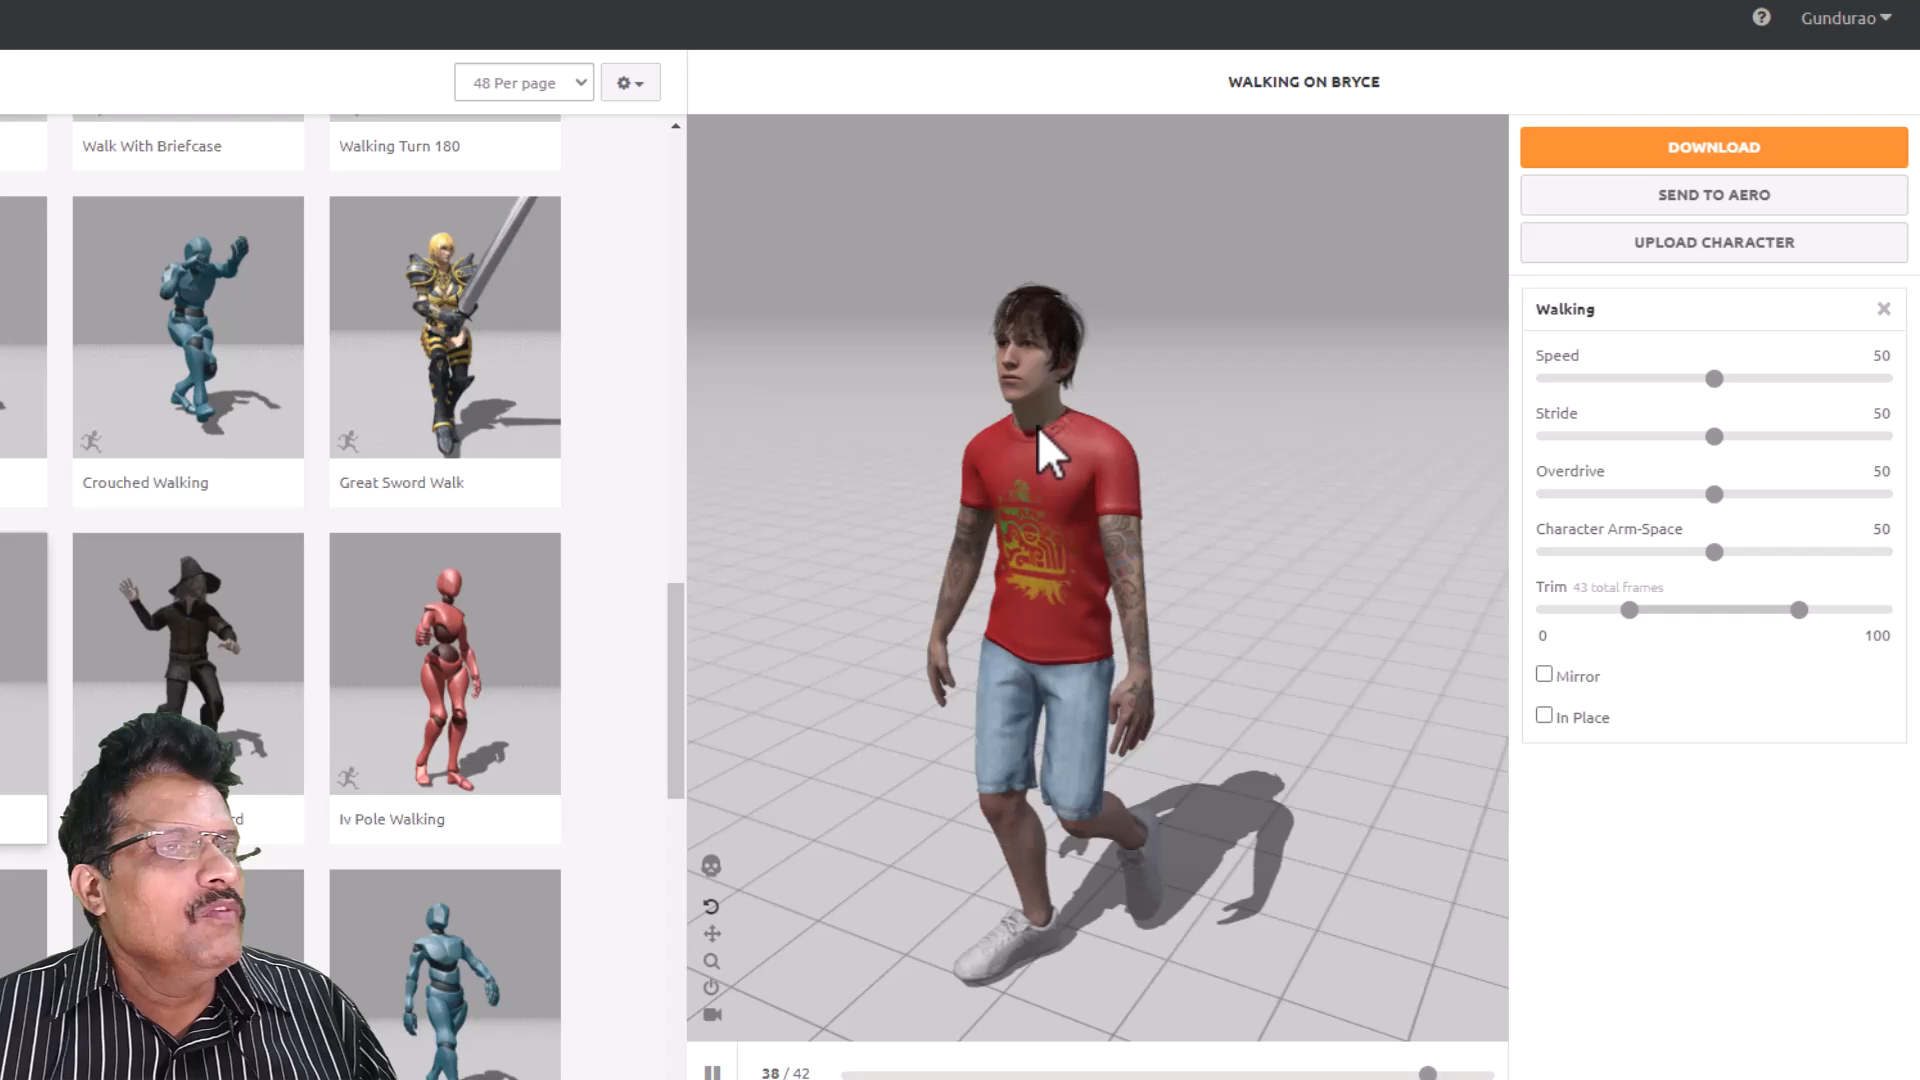 Gundurao
48 Per page
WALKING ON BRYCE
Walk With Briefcase
Walking Turn 180
Crouched Walking
Great Sword Walk
Iv Pole Walking
38 / 42
DOWNLOAD
SEND TO AERO
UPLOAD CHARACTER
Walking
Speed 50
Stride 50
Overdrive 50
Character Arm-Space 50
Trim 43 total frames
0 100
Mirror
In Place